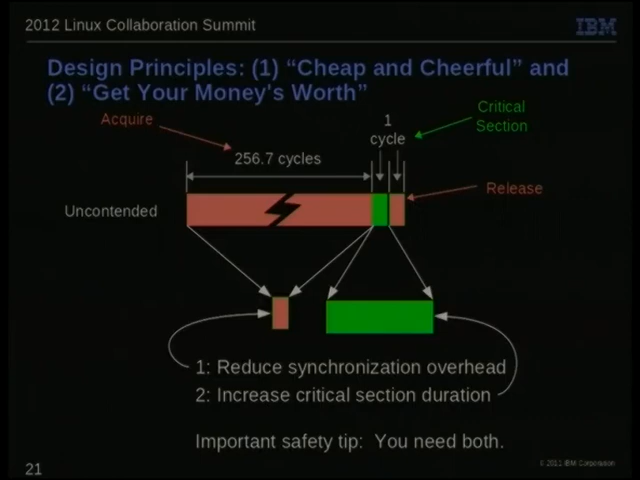 2012 Linux Collaboration Summit
IBM
Design Principles: (1) “Cheap and Cheerful” and
(2) “Get Your Money's Worth”
Acquire
1
cycle
Critical
Section
256.7 cycles
Release
Uncontended
1: Reduce synchronization overhead
2: Increase critical section duration
Important safety tip: You need both.
21
© 2011 IBM Corporation